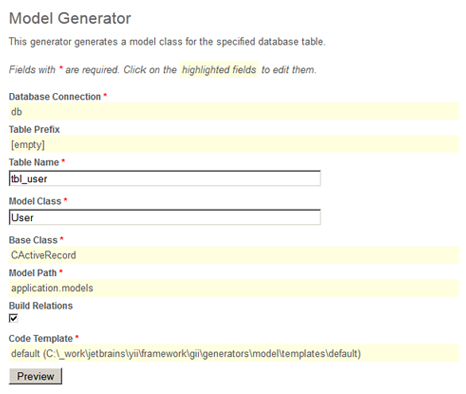 Model Generator
This generator generates a model class for the specified database table.
Fields with * are required. Click on the highlighted fields to edit them.
Database Connection *
db
Table Prefix
[empty]
Table Name *
tbl_user
Model Class *
User
Base Class *
CActiveRecord
Model Path *
application.models
Build Relations
Code Template *
default (C:\_work\jetbrains\yii\framework\gii\generators\model\templates\default)
Preview